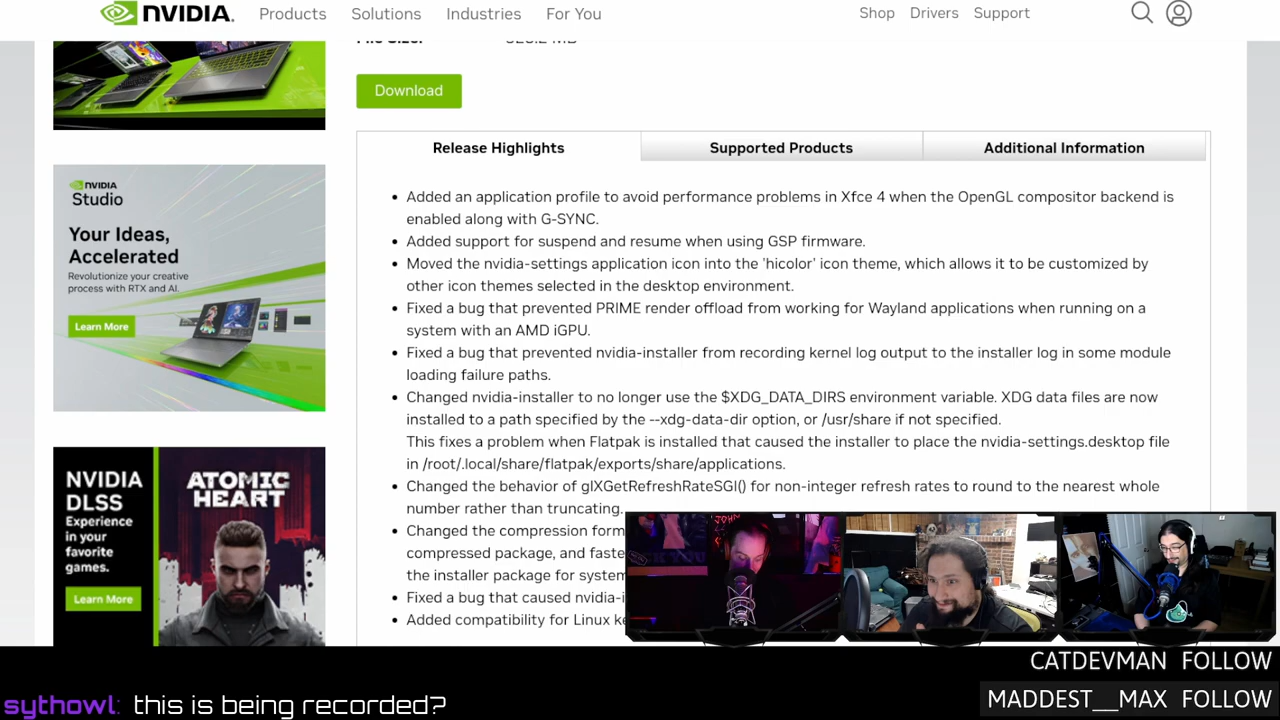 NVIDIA.
Products Solutions Industries For You
Shop Drivers Support
Download
Release Highlights
Supported Products
Additional Information
NVIDIA
Studio
Your Ideas,
Accelerated
Revolutionize your creative
process with RTX and AI.
Learn More
NVIDIA
DLSS
Experience
in your
favorite
games.
Learn More
ATOMIC
HEART
• Added an application profile to avoid performance problems in Xfce 4 when the OpenGL compositor backend is
enabled along with G-SYNC.
• Added support for suspend and resume when using GSP firmware.
• Moved the nvidia-settings application icon into the 'hicolor' icon theme, which allows it to be customized by
other icon themes selected in the desktop environment.
• Fixed a bug that prevented PRIME render offload from working for Wayland applications when running on a
system with an AMD iGPU.
• Fixed a bug that prevented nvidia-installer from recording kernel log output to the installer log in some module
loading failure paths.
• Changed nvidia-installer to no longer use the $XDG_DATA_DIRS environment variable. XDG data files are now
installed to a path specified by the --xdg-data-dir option, or /usr/share if not specified.
This fixes a problem when Flatpak is installed that caused the installer to place the nvidia-settings.desktop file
in /root/.local/share/flatpak/exports/share/applications.
• Changed the behavior of glXGetRefreshRateSGI() for non-integer refresh rates to round to the nearest whole
number rather than truncating.
• Changed the compression form
compressed package, and faste
the installer package for system
• Fixed a bug that caused nvidia-i
• Added compatibility for Linux ke
CATDEVMAN FOLLOW
MADDEST__MAX FOLLOW
sythowl: this is being recorded?